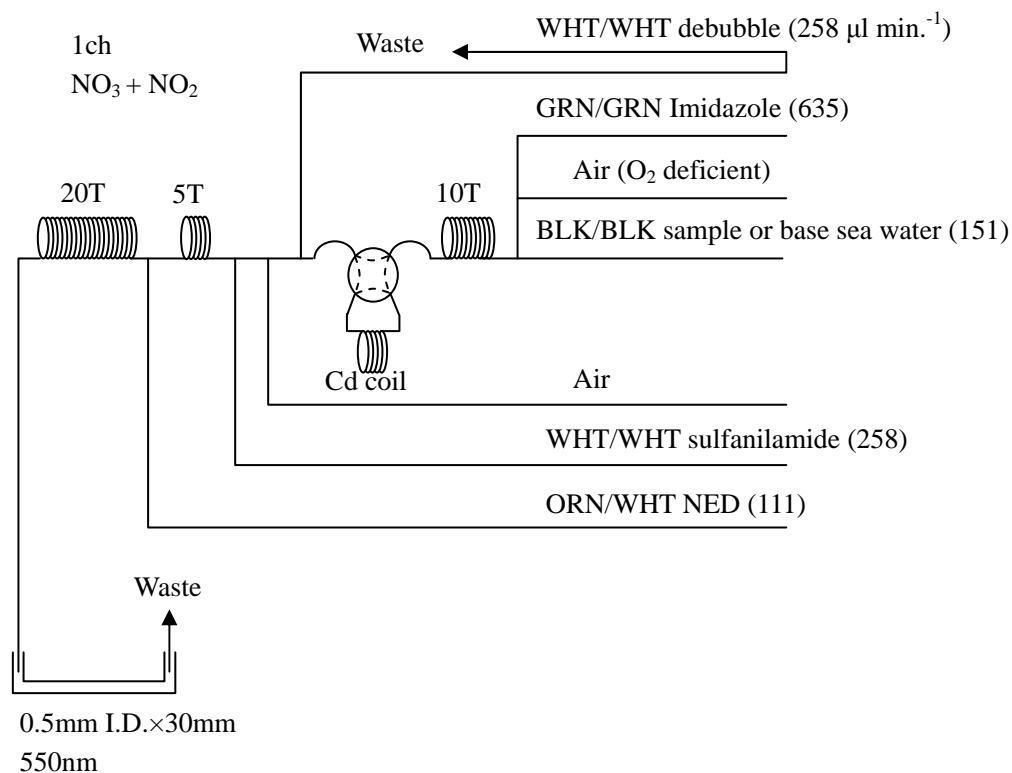 1ch
NO₃ + NO₂
Waste
WHT/WHT debubble (258 μl min.⁻¹)
GRN/GRN Imidazole (635)
Air (O₂ deficient)
BLK/BLK sample or base sea water (151)
20T
5T
10T
Cd coil
Air
WHT/WHT sulfanilamide (258)
ORN/WHT NED (111)
Waste
0.5mm I.D.×30mm
550nm